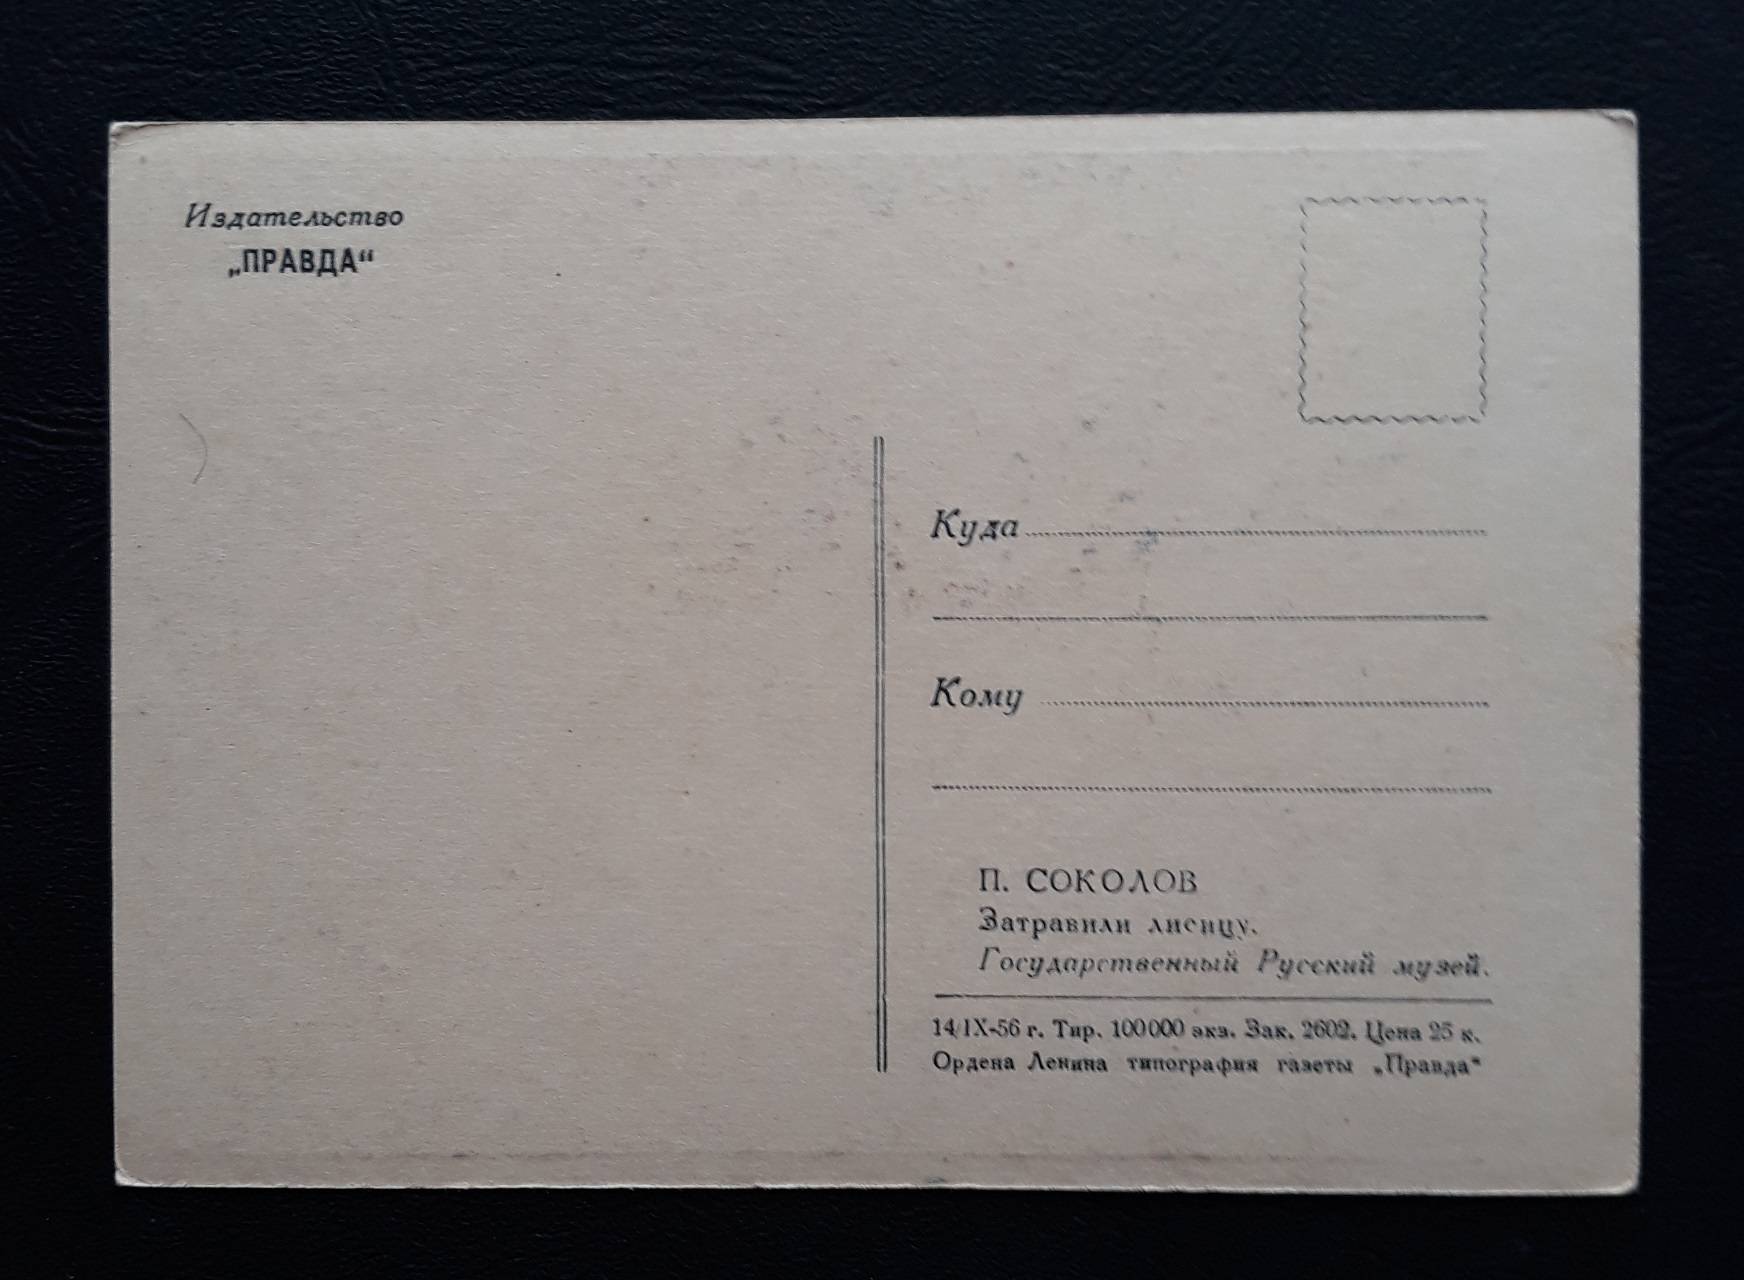 Издательство
„ПРАВДА“
Куда
Кому
П. СОКОЛОВ
Затравили лисицу.
Государственный Русский музей.
14/IX-56 г. Тир. 100000 экз. Зак. 2602. Цена 25 к.
Ордена Ленина типография газеты „Правда“